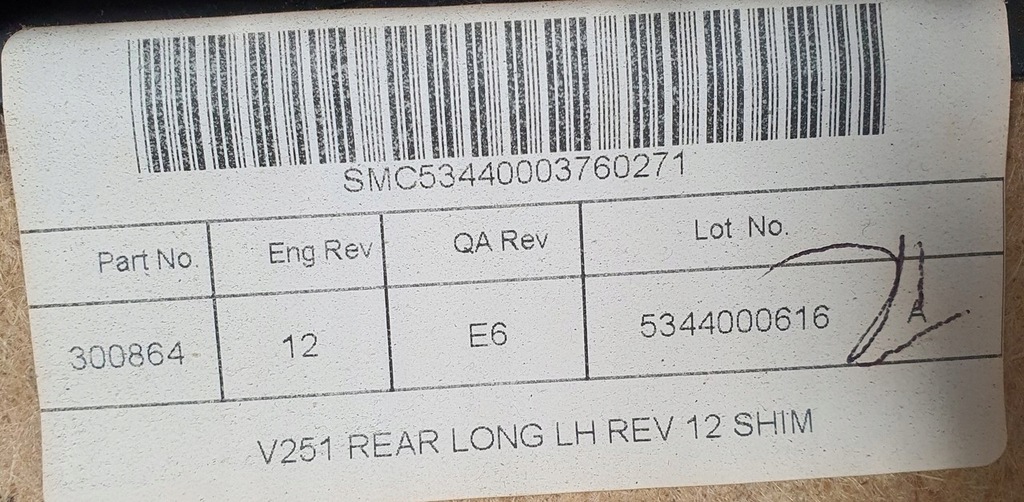 SMC53440003760271
Part No. Eng Rev QA Rev Lot No.
300864 12 E6 5344000616 A
V251 REAR LONG LH REV 12 SHIM